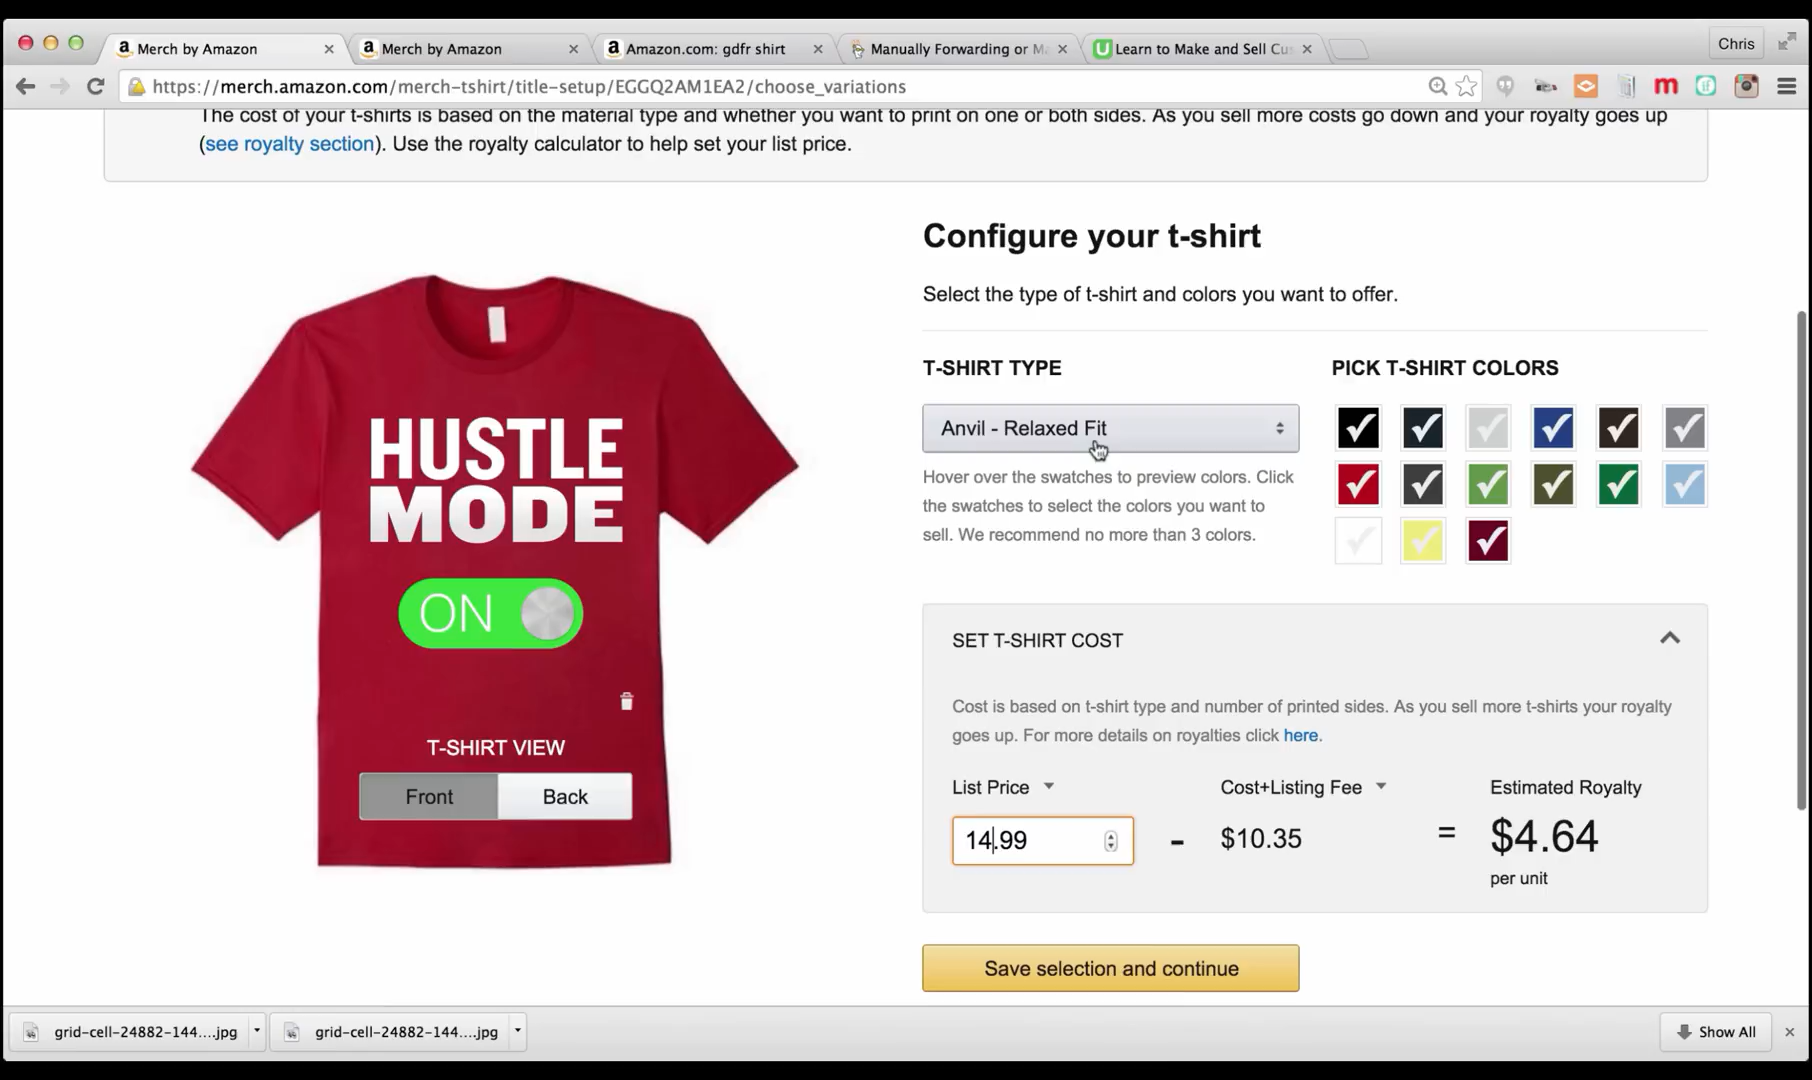 Merch by Amazon
Merch by Amazon
Amazon.com: gdfr shirt
Manually Forwarding or Ma
Learn to Make and Sell Cus
Chris
https://merch.amazon.com/merch-tshirt/title-setup/EGGQ2AM1EA2/choose_variations
m
The cost of your t-shirts is based on the material type and whether you want to print on one or both sides. As you sell more costs go down and your royalty goes up
(see royalty section). Use the royalty calculator to help set your list price.
Configure your t-shirt
Select the type of t-shirt and colors you want to offer.
T-SHIRT TYPE
PICK T-SHIRT COLORS
Anvil - Relaxed Fit
Hover over the swatches to preview colors. Click
the swatches to select the colors you want to
sell. We recommend no more than 3 colors.
HUSTLE
MODE
ON
T-SHIRT VIEW
Front
Back
SET T-SHIRT COST
Cost is based on t-shirt type and number of printed sides. As you sell more t-shirts your royalty
goes up. For more details on royalties click here.
List Price
Cost+Listing Fee
Estimated Royalty
14.99
-
$10.35
=
$4.64
per unit
Save selection and continue
grid-cell-24882-144....jpg
grid-cell-24882-144....jpg
Show All